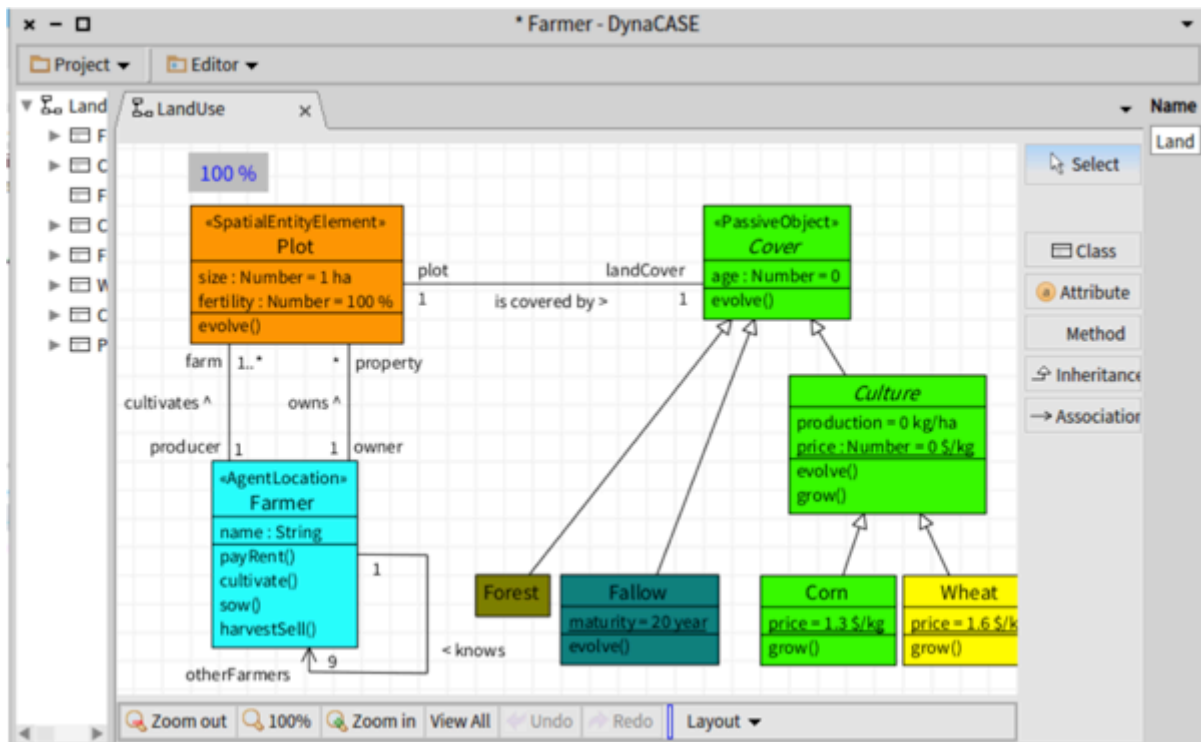 * Farmer - DynaCASE
Project
Editor
Land
F
C
F
C
F
W
C
P
LandUse
x
Name
Land
100 %
Select
Class
Attribute
Method
Inheritance
Association
«SpatialEntityElement»
Plot
size : Number = 1 ha
fertility : Number = 100 %
evolve()
plot
1
is covered by >
landCover
1
«PassiveObject»
Cover
age : Number = 0
evolve()
farm
1..*
*
property
cultivates ^
owns ^
producer
1
1
owner
«AgentLocation»
Farmer
name : String
payRent()
cultivate()
sow()
harvestSell()
1
< knows
9
otherFarmers
Culture
production = 0 kg/ha
price : Number = 0 $/kg
evolve()
grow()
Forest
Fallow
maturity = 20 year
evolve()
Corn
price = 1.3 $/kg
grow()
Wheat
price = 1.6 $/k
grow()
Zoom out
100%
Zoom in
View All
Undo
Redo
Layout